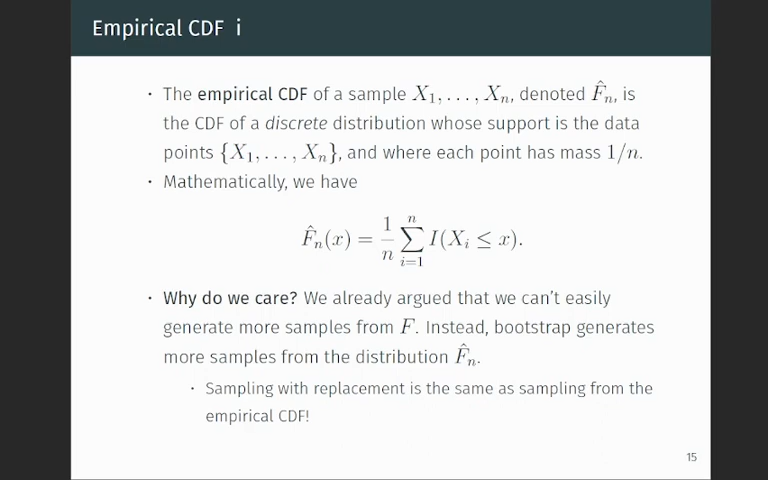 Empirical CDF i
· The empirical CDF of a sample X₁, . . . , Xₙ, denoted F̂ₙ, is
the CDF of a discrete distribution whose support is the data
points {X₁, . . . , Xₙ}, and where each point has mass 1/n.
· Mathematically, we have
F̂ₙ(x) = 1/n ∑ᵢ₌₁ⁿ I(Xᵢ ≤ x).
· Why do we care? We already argued that we can't easily
generate more samples from F. Instead, bootstrap generates
more samples from the distribution F̂ₙ.
· Sampling with replacement is the same as sampling from the
empirical CDF!
15